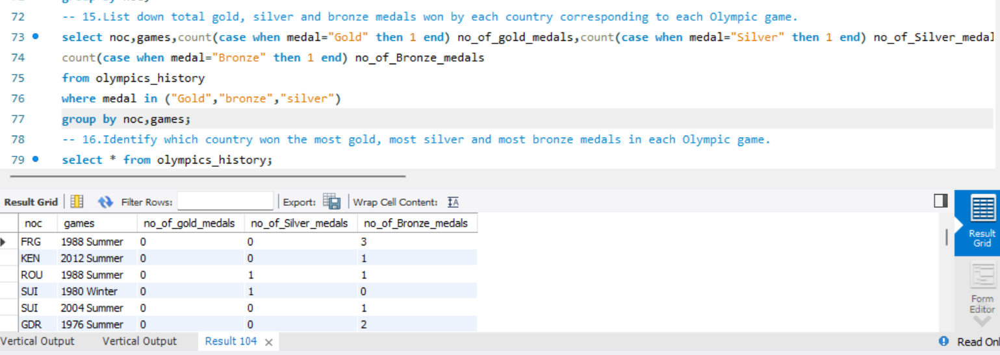 72 -- 15.List down total gold, silver and bronze medals won by each country corresponding to each Olympic game.
73 select noc,games,count(case when medal="Gold" then 1 end) no_of_gold_medals,count(case when medal="Silver" then 1 end) no_of_Silver_medal
74 count(case when medal="Bronze" then 1 end) no_of_Bronze_medals
75 from olympics_history
76 where medal in ("Gold","bronze","silver")
77 group by noc,games;
78 -- 16.Identify which country won the most gold, most silver and most bronze medals in each Olympic game.
79 select * from olympics_history;
Result Grid Filter Rows: Export: Wrap Cell Content: IA
noc games no_of_gold_medals no_of_Silver_medals no_of_Bronze_medals
FRG 1988 Summer 0 0 3
KEN 2012 Summer 0 0 1
ROU 1988 Summer 0 1 1
SUI 1980 Winter 0 1 0
SUI 2004 Summer 0 0 1
GDR 1976 Summer 0 0 2
Result
Grid
Form
Editor
Vertical Output Vertical Output Result 104 Read Onl